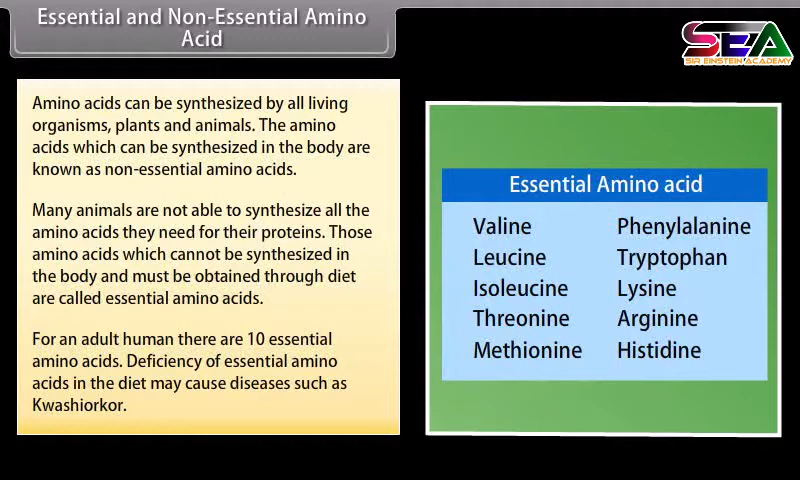 Essential and Non-Essential Amino
Acid
SEA
SIR EINSTEIN ACADEMY
Amino acids can be synthesized by all living
organisms, plants and animals. The amino
acids which can be synthesized in the body are
known as non-essential amino acids.
Many animals are not able to synthesize all the
amino acids they need for their proteins. Those
amino acids which cannot be synthesized in
the body and must be obtained through diet
are called essential amino acids.
For an adult human there are 10 essential
amino acids. Deficiency of essential amino
acids in the diet may cause diseases such as
Kwashiorkor.
Essential Amino acid
Valine Phenylalanine
Leucine Tryptophan
Isoleucine Lysine
Threonine Arginine
Methionine Histidine